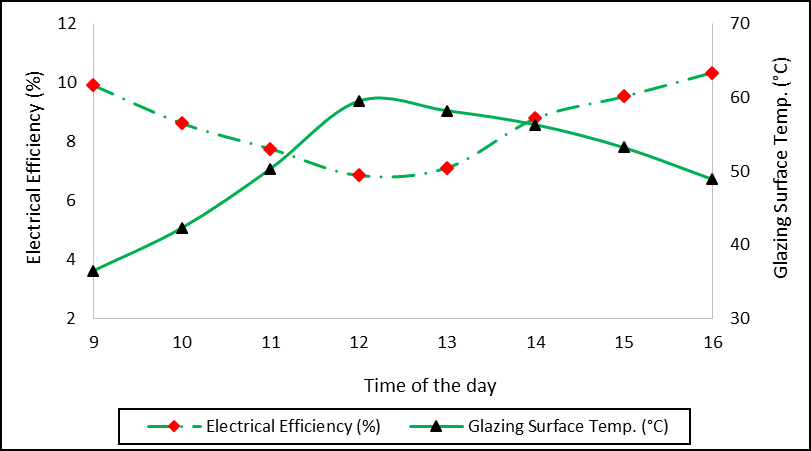 12
10
8
6
4
2
Electrical Efficiency (%)
70
60
50
40
30
Glazing Surface Temp. (°C)
9 10 11 12 13 14 15 16
Time of the day
Electrical Efficiency (%) Glazing Surface Temp. (°C)